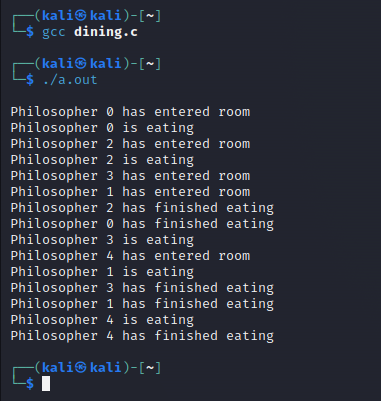 ┌──(kali㉿kali)-[~]
└─$ gcc dining.c
┌──(kali㉿kali)-[~]
└─$ ./a.out
Philosopher 0 has entered room
Philosopher 0 is eating
Philosopher 2 has entered room
Philosopher 2 is eating
Philosopher 3 has entered room
Philosopher 1 has entered room
Philosopher 2 has finished eating
Philosopher 0 has finished eating
Philosopher 3 is eating
Philosopher 4 has entered room
Philosopher 1 is eating
Philosopher 3 has finished eating
Philosopher 1 has finished eating
Philosopher 4 is eating
Philosopher 4 has finished eating
┌──(kali㉿kali)-[~]
└─$